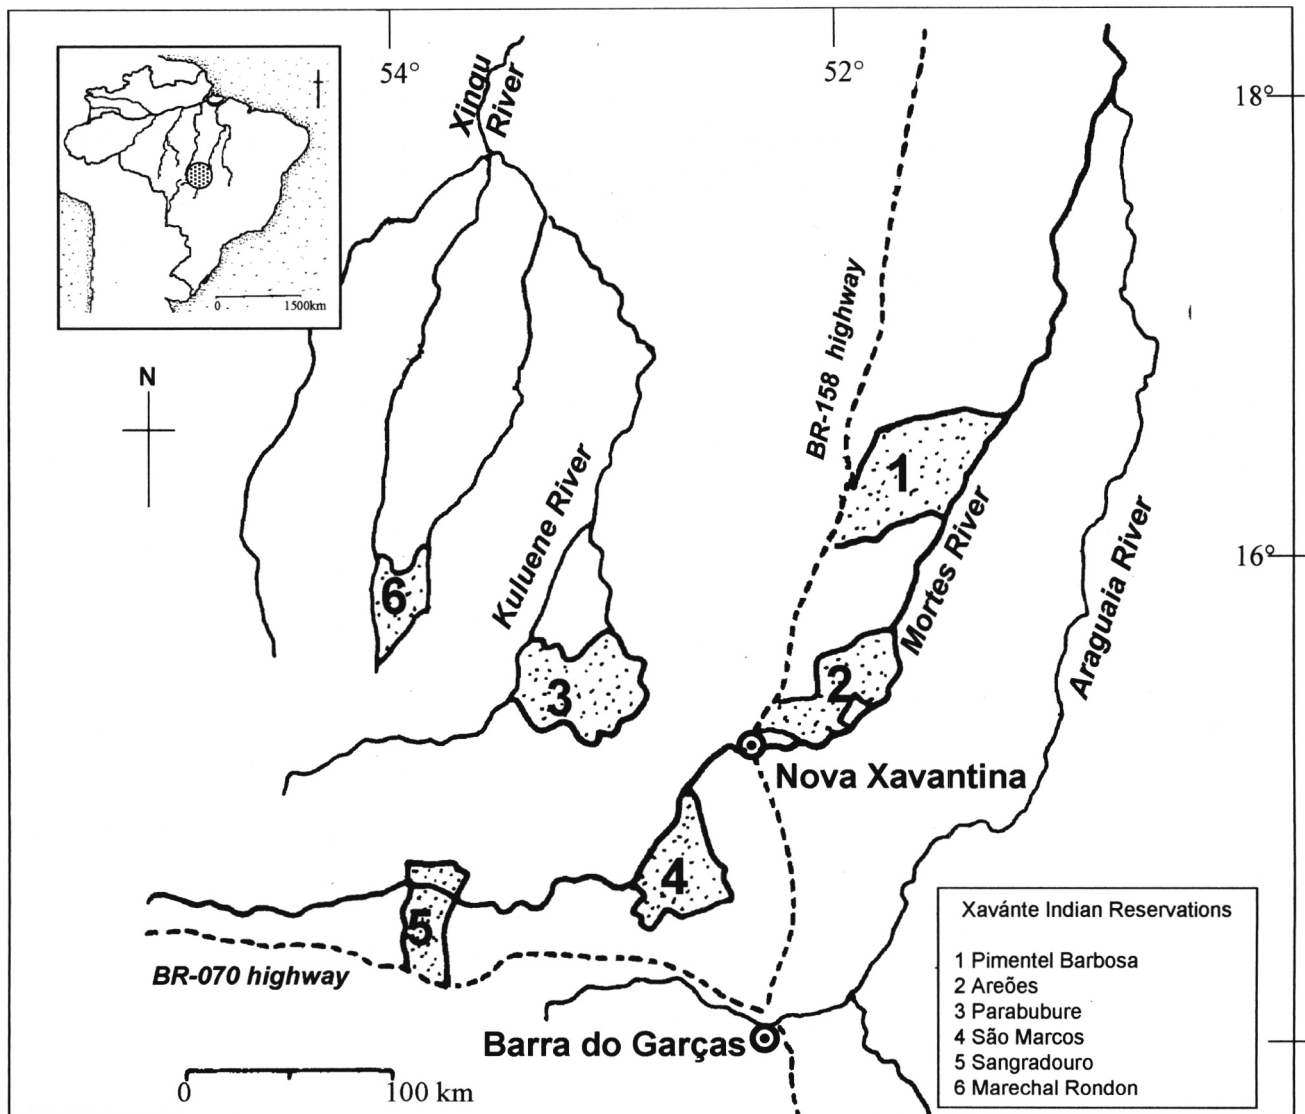 54°
52°
18°
Xingu
River
0 1500km
N
BR-158 highway
1
16°
Kuluene River
Mortes River
Araguaia River
6
3
2
Nova Xavantina
4
5
BR-070 highway
Barra do Garças
0 100 km
Xavánte Indian Reservations
1 Pimentel Barbosa
2 Areões
3 Parabubure
4 São Marcos
5 Sangradouro
6 Marechal Rondon